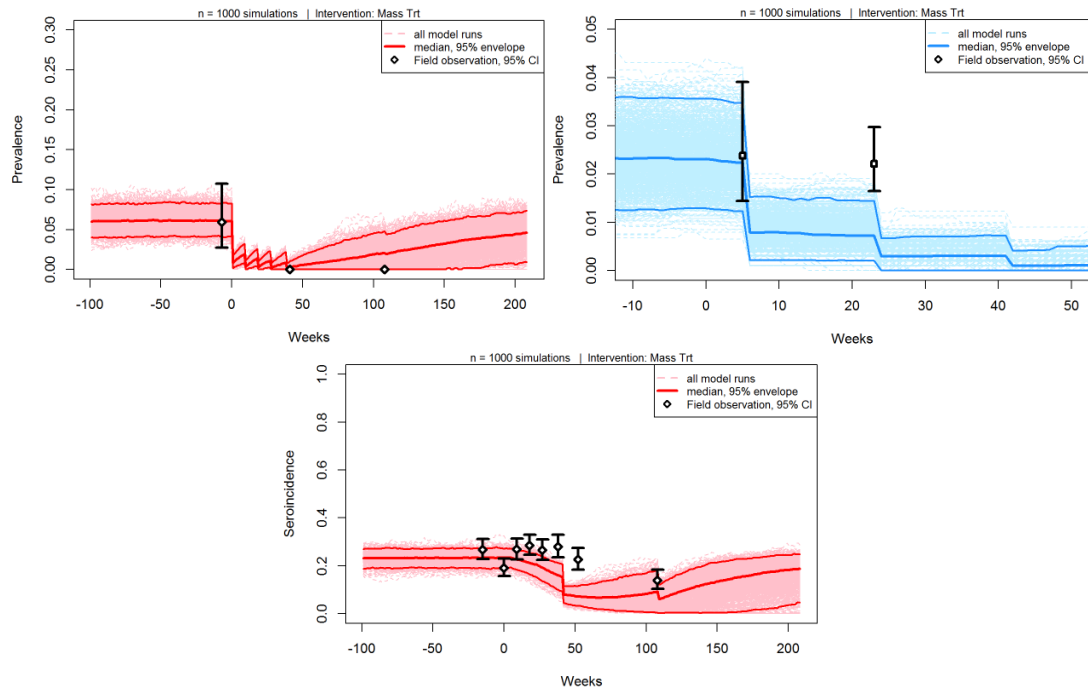 n = 1000 simulations | Intervention: Mass Trt
all model runs
median, 95% envelope
Field observation, 95% CI
Prevalence
0.30
0.25
0.20
0.15
0.10
0.05
0.00
-100
-50
0
50
100
150
200
Weeks
n = 1000 simulations | Intervention: Mass Trt
all model runs
median, 95% envelope
Field observation, 95% CI
Prevalence
0.05
0.04
0.03
0.02
0.01
0.00
-10
0
10
20
30
40
50
Weeks
n = 1000 simulations | Intervention: Mass Trt
all model runs
median, 95% envelope
Field observation, 95% CI
Seroincidence
1.0
0.8
0.6
0.4
0.2
0.0
-100
-50
0
50
100
150
200
Weeks